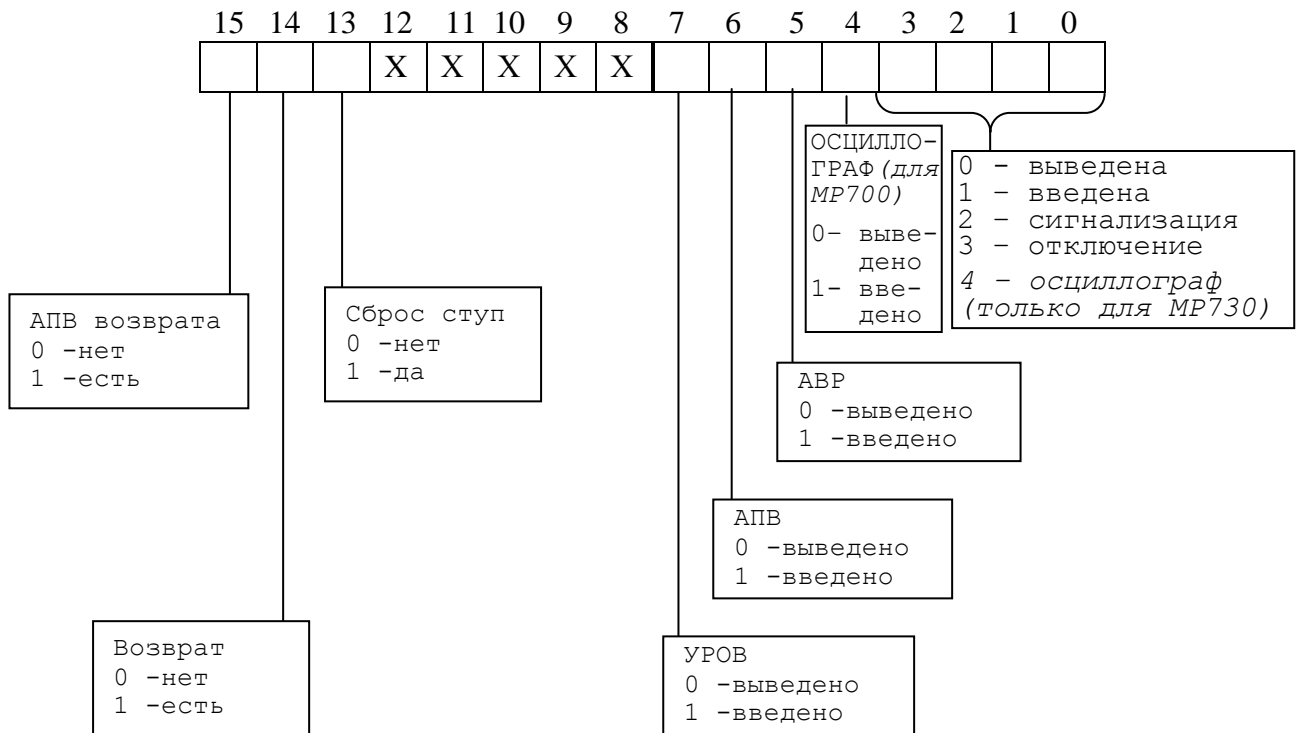 15 14 13 12 11 10 9 8 7 6 5 4 3 2 1 0
X X X X X
ОСЦИЛЛО-
ГРАФ (для
МР700)
0– выве-
дено
1– вве-
дено
0 – выведена
1 – введена
2 – сигнализация
3 – отключение
4 – осциллограф
(только для МР730)
АПВ возврата
0 -нет
1 -есть
Сброс ступ
0 -нет
1 -да
АВР
0 -выведено
1 -введено
АПВ
0 -выведено
1 -введено
Возврат
0 -нет
1 -есть
УРОВ
0 -выведено
1 -введено